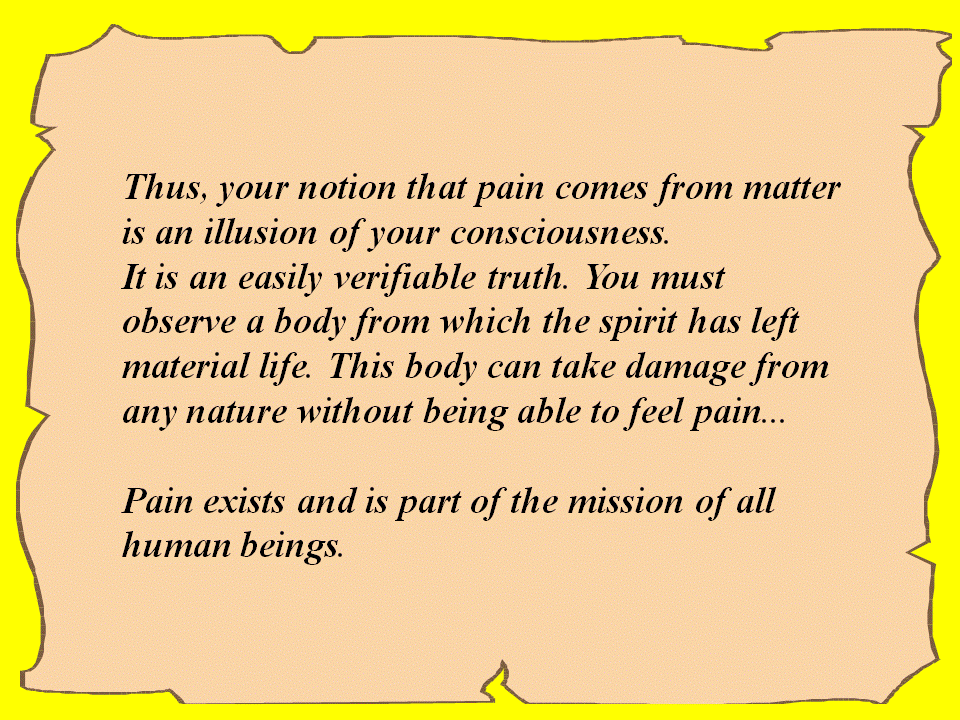 Thus, your notion that pain comes from matter
is an illusion of your consciousness.
It is an easily verifiable truth. You must
observe a body from which the spirit has left
material life. This body can take damage from
any nature without being able to feel pain...
Pain exists and is part of the mission of all
human beings.